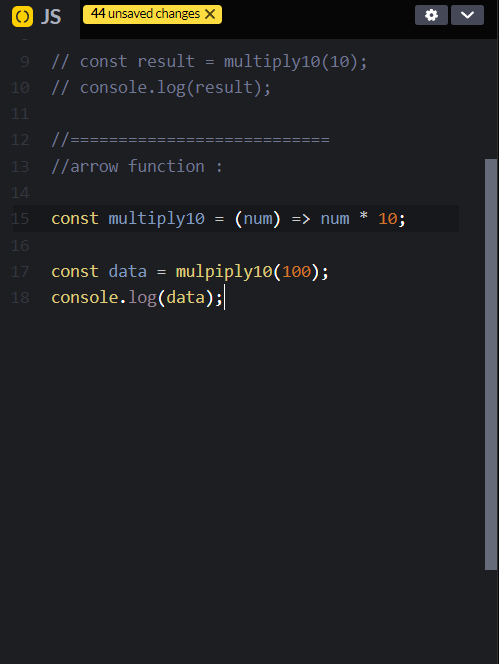 JS
44 unsaved changes ✕
9 // const result = multiply10(10);
10 // console.log(result);
11
12 //===========================
13 //arrow function :
14
15 const multiply10 = (num) => num * 10;
16
17 const data = mulpiply10(100);
18 console.log(data);